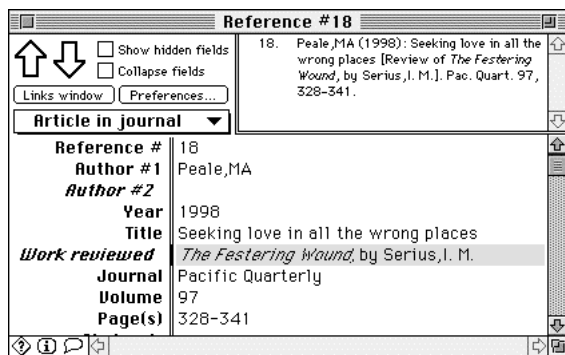 Reference #18
Show hidden fields
Collapse fields
Links window Preferences...
Article in journal
18. Peale,MA (1998): Seeking love in all the
wrong places [Review of The Festering
Wound, by Serius,I. M.]. Pac. Quart. 97,
328-341.
Reference # 18
Author #1 Peale,MA
Author #2
Year 1998
Title Seeking love in all the wrong places
Work reviewed The Festering Wound, by Serius,I. M.
Journal Pacific Quarterly
Volume 97
Page(s) 328-341